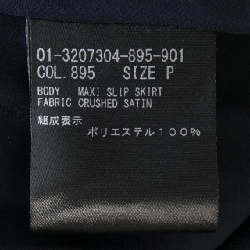 01-3207304-895-901
COL.895 SIZE P
BODY MAXI SLIP SKIRT
FABRIC CRUSHED SATIN
組成表示
ポリエステル100%